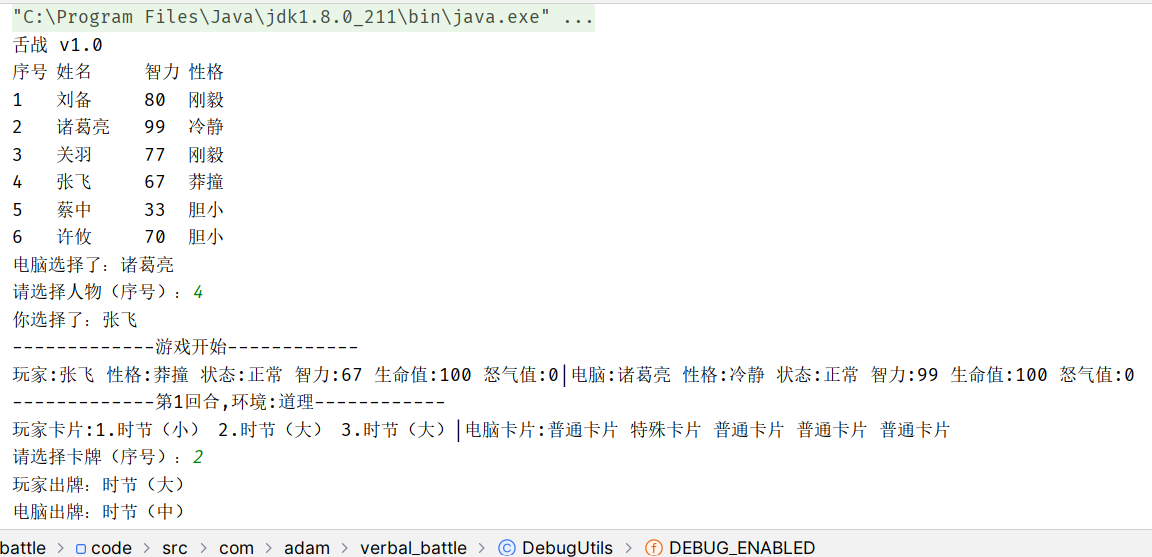 "C:\Program Files\Java\jdk1.8.0_211\bin\java.exe" ...
舌战 v1.0
序号 姓名 智力 性格
1 刘备 80 刚毅
2 诸葛亮 99 冷静
3 关羽 77 刚毅
4 张飞 67 莽撞
5 蔡中 33 胆小
6 许攸 70 胆小
电脑选择了：诸葛亮
请选择人物（序号）：4
你选择了：张飞
-------------游戏开始------------
玩家:张飞 性格:莽撞 状态:正常 智力:67 生命值:100 怒气值:0|电脑:诸葛亮 性格:冷静 状态:正常 智力:99 生命值:100 怒气值:0
-------------第1回合,环境:道理------------
玩家卡片:1.时节（小） 2.时节（大） 3.时节（大）|电脑卡片:普通卡片 特殊卡片 普通卡片 普通卡片 普通卡片
请选择卡牌（序号）：2
玩家出牌：时节（大）
电脑出牌：时节（中）
battle > code > src > com > adam > verbal_battle > DebugUtils > DEBUG_ENABLED